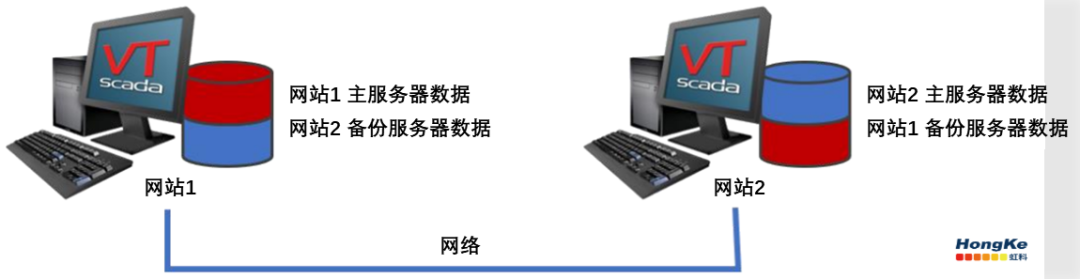 VT
scada
网站1 主服务器数据
网站2 备份服务器数据
网站1
VT
scada
网站2 主服务器数据
网站1 备份服务器数据
网站2
网络
HongKe
虹科